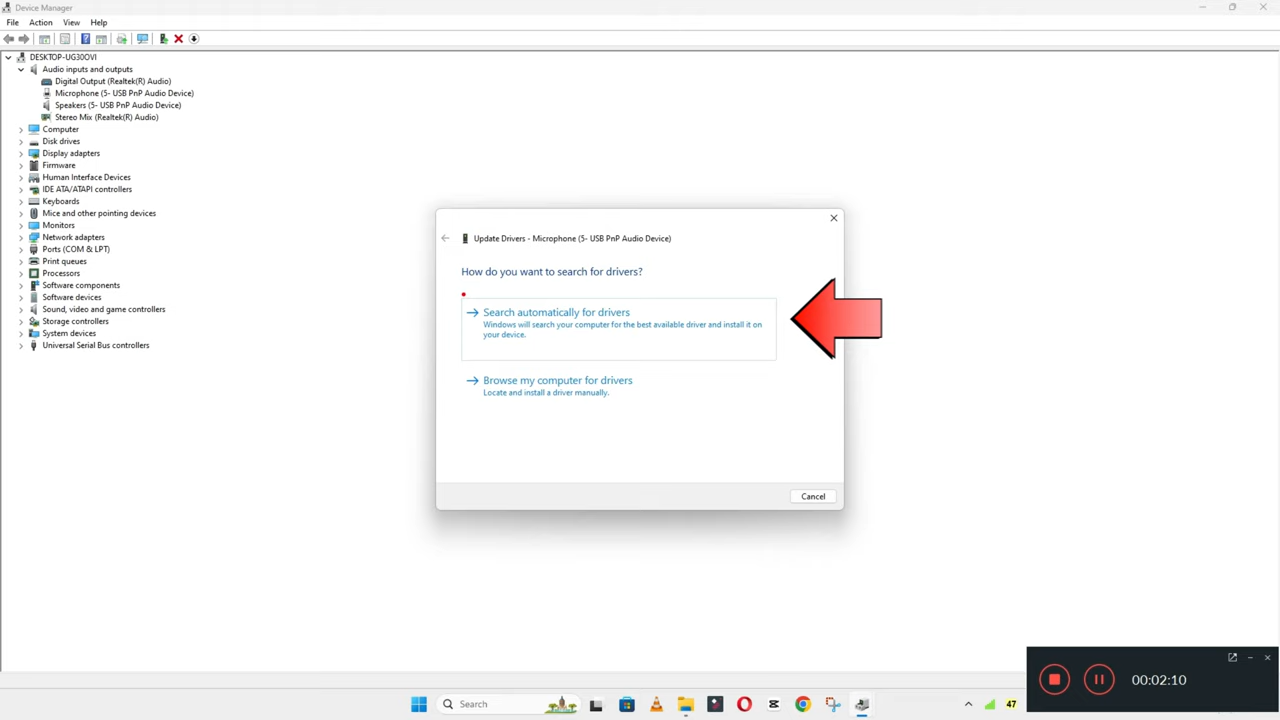 Device Manager
File Action View Help
DESKTOP-UG30OVI
Audio inputs and outputs
Digital Output (Realtek(R) Audio)
Microphone (5- USB PnP Audio Device)
Speakers (5- USB PnP Audio Device)
Stereo Mix (Realtek(R) Audio)
Computer
Disk drives
Display adapters
Firmware
Human Interface Devices
IDE ATA/ATAPI controllers
Keyboards
Mice and other pointing devices
Monitors
Network adapters
Ports (COM & LPT)
Print queues
Processors
Software components
Software devices
Sound, video and game controllers
Storage controllers
System devices
Universal Serial Bus controllers
Update Drivers - Microphone (5- USB PnP Audio Device)
How do you want to search for drivers?
Search automatically for drivers
Windows will search your computer for the best available driver and install it on
your device.
Browse my computer for drivers
Locate and install a driver manually.
Cancel
00:02:10
Search
47